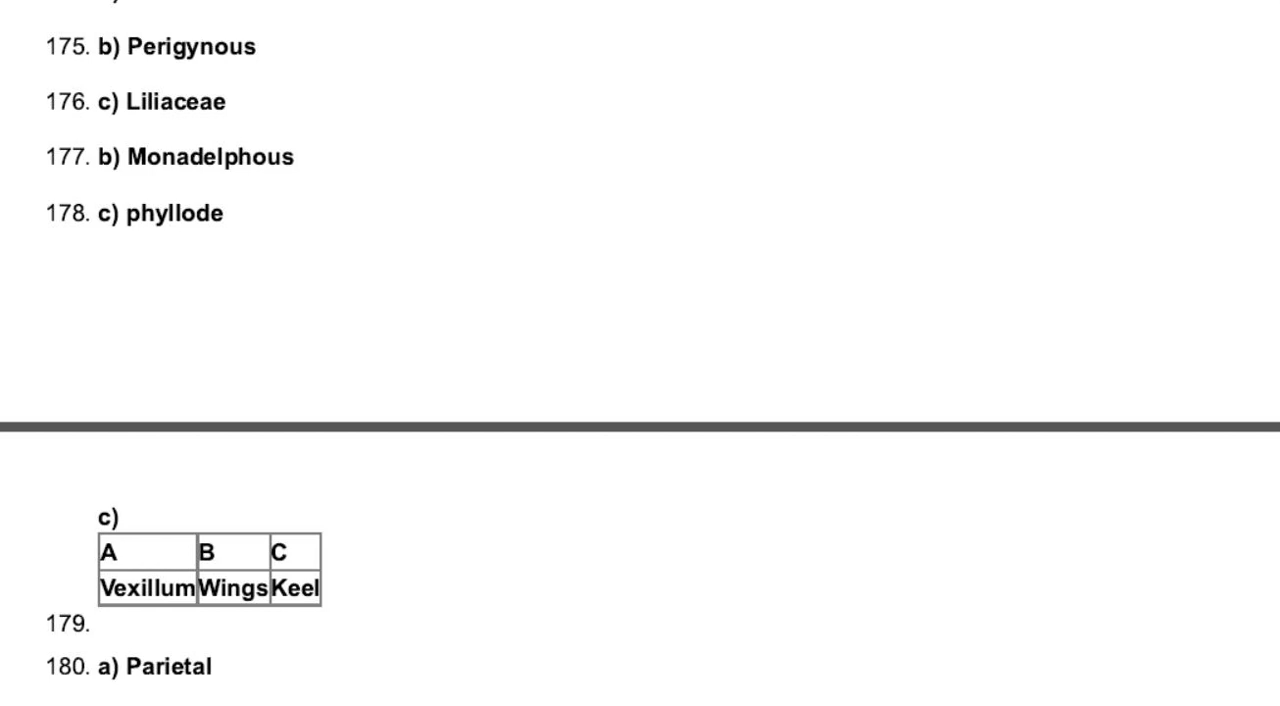 175. b) Perigynous
176. c) Liliaceae
177. b) Monadelphous
178. c) phyllode
c)
A B C
Vexillum Wings Keel
179.
180. a) Parietal